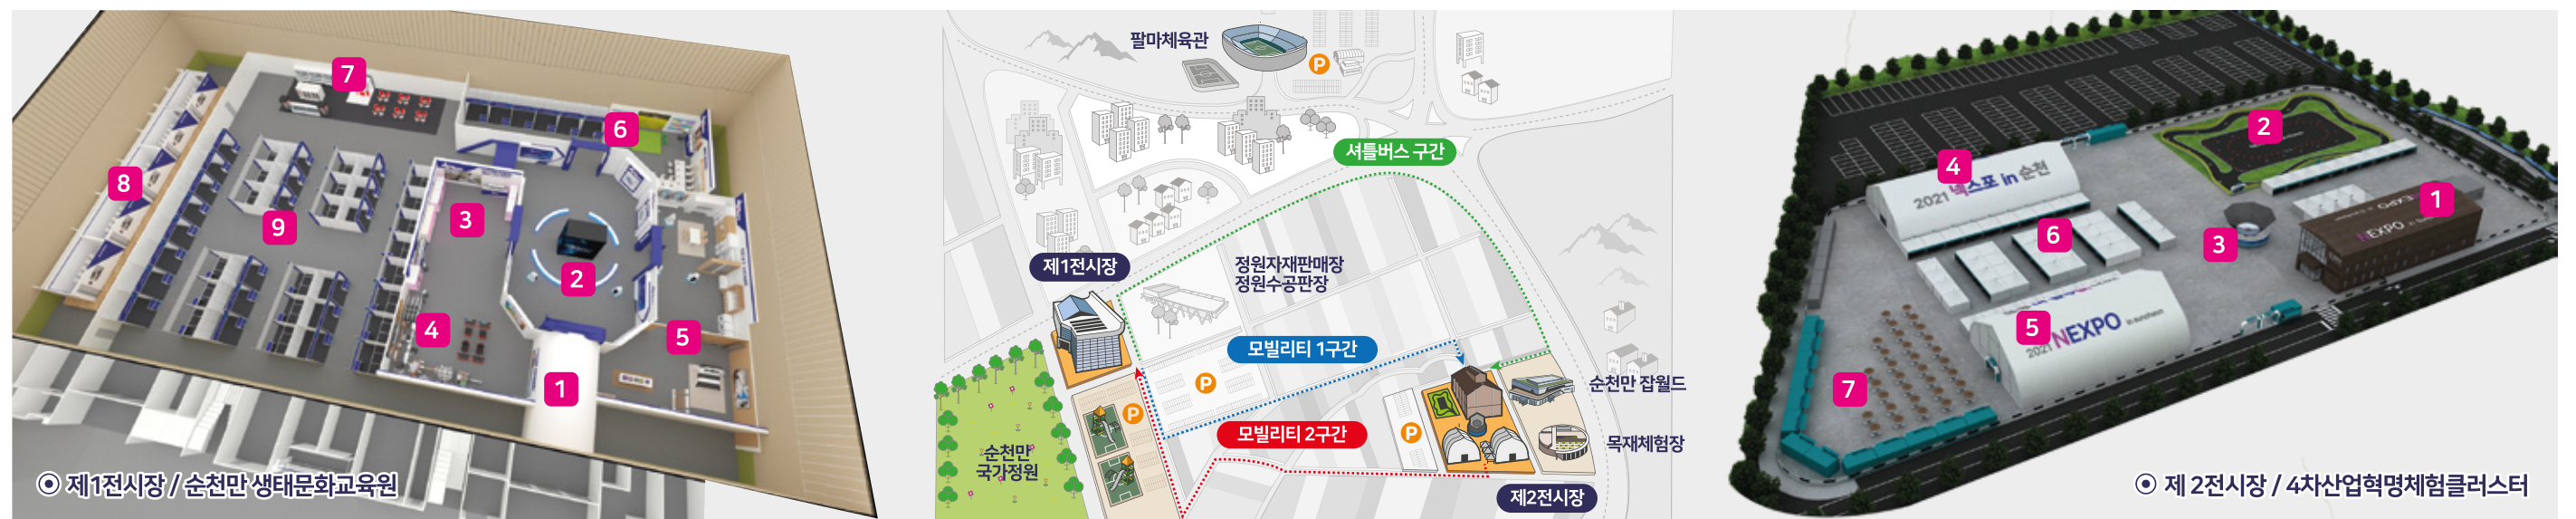 7
6
8
3
9
2
4
5
1
제1전시장 / 순천만 생태문화교육원
팔마체육관
P
셔틀버스 구간
제1전시장
정원자재판매장
정원수공판장
모빌리티 1구간
P
순천만 잡월드
P
모빌리티 2구간
P
목재체험장
순천만
국가정원
제2전시장
2
4
2021 넥스포 in 순천
1
NEXPO
6
3
5
2021 NEXPO in suncheon
7
제 2전시장 / 4차산업혁명체험클러스터